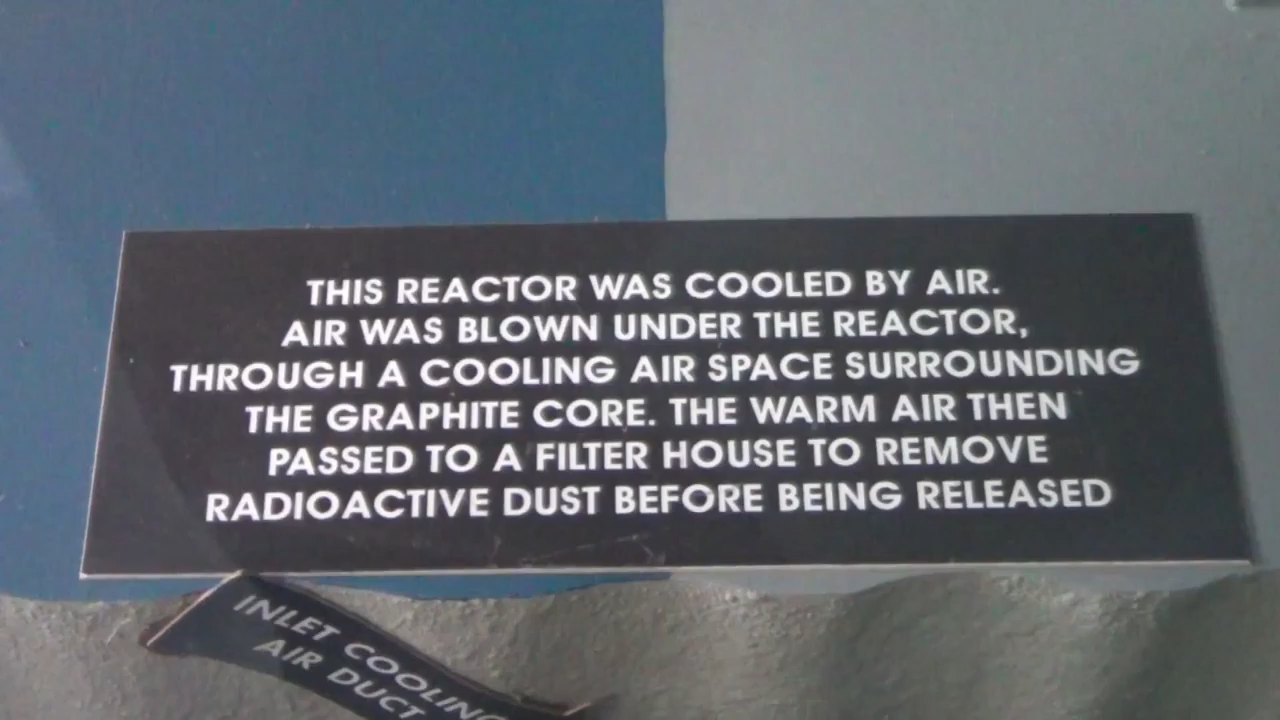 THIS REACTOR WAS COOLED BY AIR.
AIR WAS BLOWN UNDER THE REACTOR,
THROUGH A COOLING AIR SPACE SURROUNDING
THE GRAPHITE CORE. THE WARM AIR THEN
PASSED TO A FILTER HOUSE TO REMOVE
RADIOACTIVE DUST BEFORE BEING RELEASED
INLET COOLING
AIR DUCT